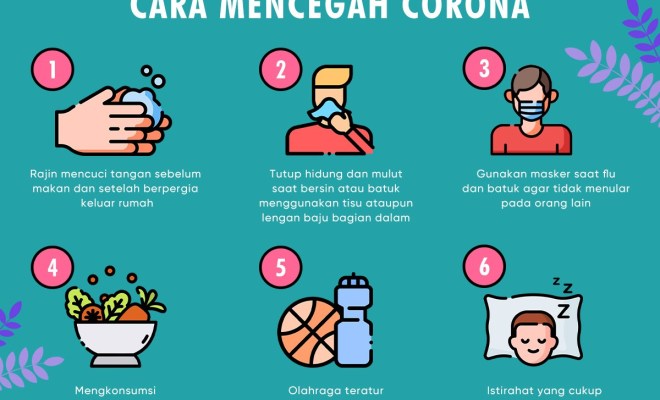 CARA MENCEGAH CORONA
1
2
3
Rajin mencuci tangan sebelum
makan dan setelah berpergia
keluar rumah
Tutup hidung dan mulut
saat bersin atau batuk
menggunakan tisu ataupun
lengan baju bagian dalam
Gunakan masker saat flu
dan batuk agar tidak menular
pada orang lain
4
5
6
z z z
Mengkonsumsi
Olahraga teratur
Istirahat yang cukup